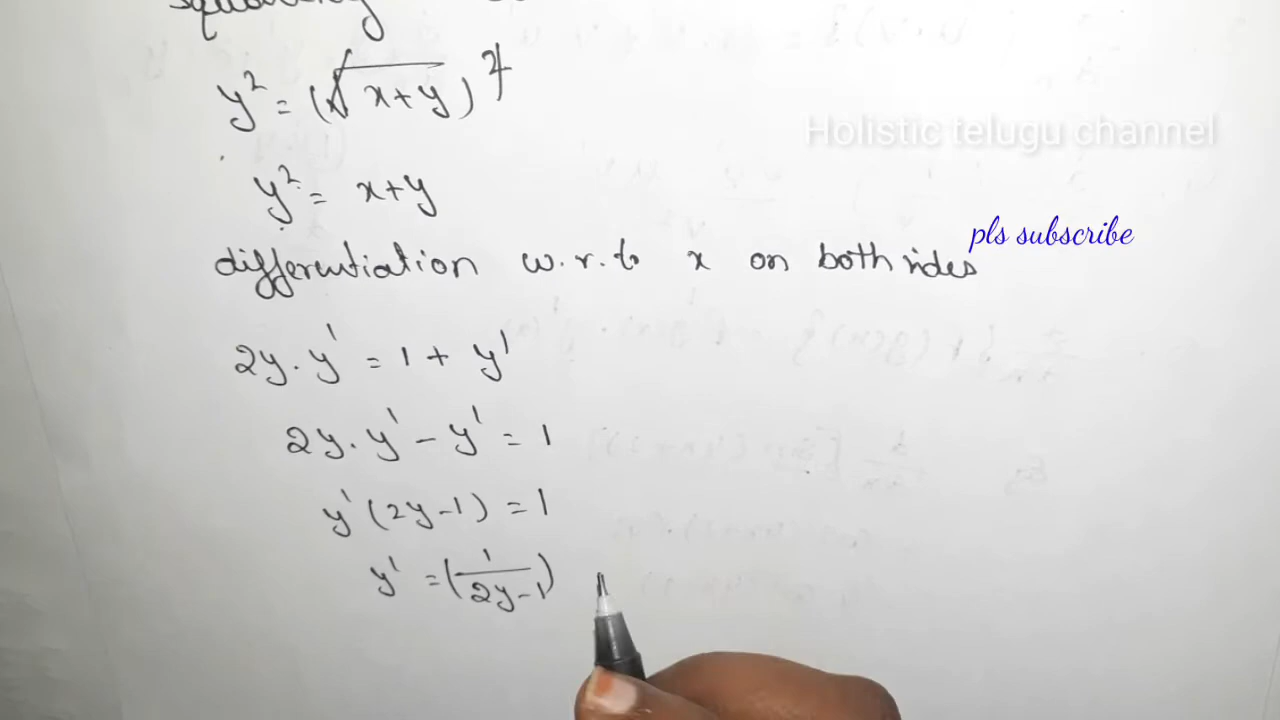 squaring
y² = (√x+y)²
Holistic telugu channel
y² = x+y
pls subscribe
differentiation w.r.to x on both sides
2y.y' = 1 + y'
2y.y' - y' = 1
y'(2y-1) = 1
y' = (1/2y-1)